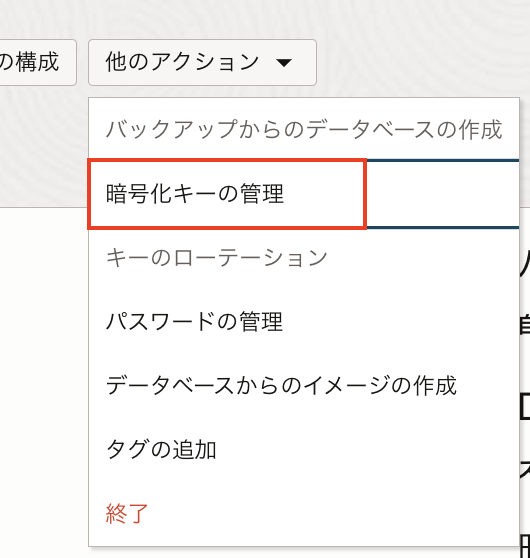 の構成
他のアクション
バックアップからのデータベースの作成
暗号化キーの管理
キーのローテーション
パスワードの管理
データベースからのイメージの作成
タグの追加
終了